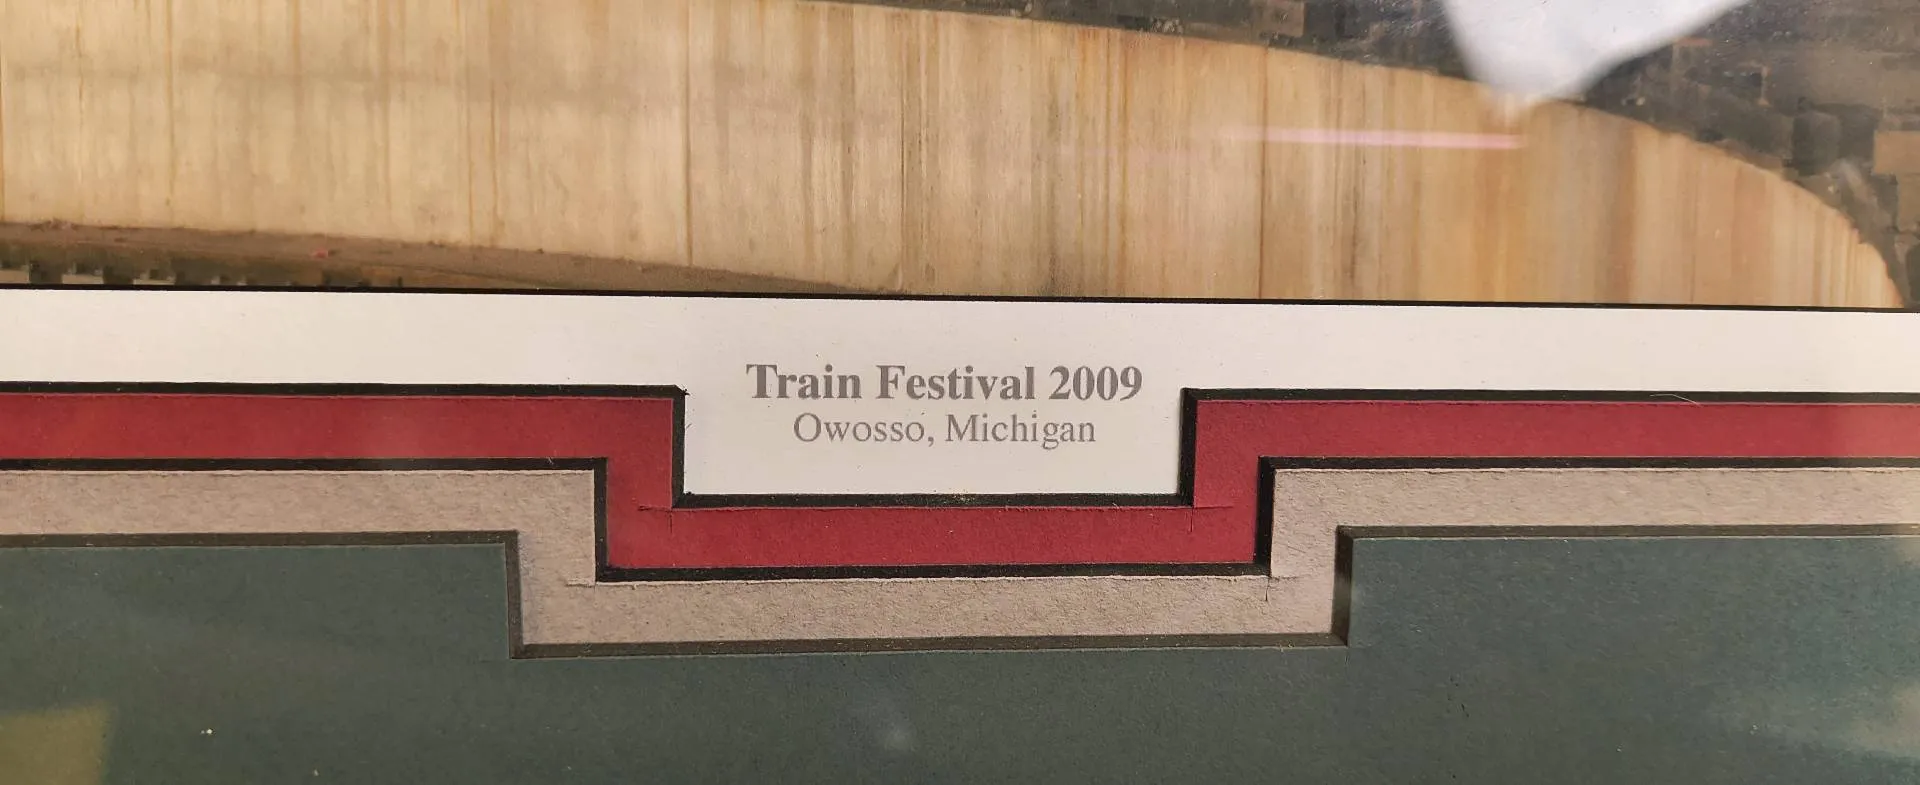 Train Festival 2009
Owosso, Michigan